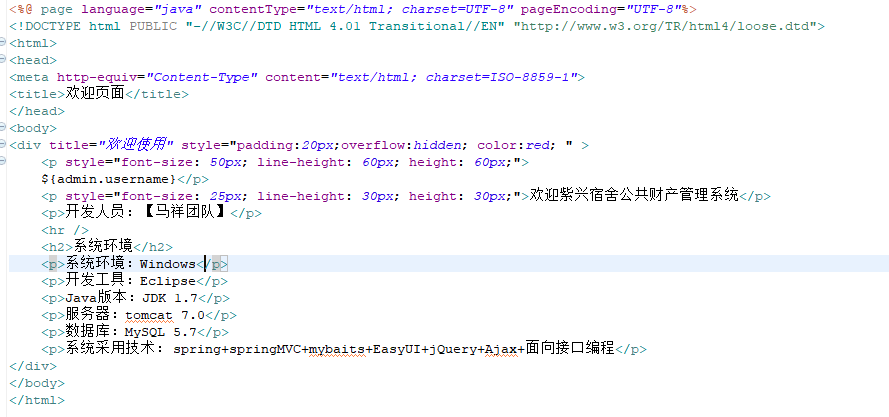 <%@ page language="java" contentType="text/html; charset=UTF-8" pageEncoding="UTF-8"%>
<!DOCTYPE html PUBLIC "-//W3C//DTD HTML 4.01 Transitional//EN" "http://www.w3.org/TR/html4/loose.dtd">
<html>
<head>
<meta http-equiv="Content-Type" content="text/html; charset=ISO-8859-1">
<title>欢迎页面</title>
</head>
<body>
<div title="欢迎使用" style="padding:20px;overflow:hidden; color:red; " >
    <p style="font-size: 50px; line-height: 60px; height: 60px;">
    ${admin.username}</p>
    <p style="font-size: 25px; line-height: 30px; height: 30px;">欢迎紫兴宿舍公共财产管理系统</p>
    <p>开发人员：【马祥团队】</p>
    <hr />
    <h2>系统环境</h2>
    <p>系统环境：Windows</p>
    <p>开发工具：Eclipse</p>
    <p>Java版本：JDK 1.7</p>
    <p>服务器：tomcat 7.0</p>
    <p>数据库：MySQL 5.7</p>
    <p>系统采用技术： spring+springMVC+mybaits+EasyUI+jQuery+Ajax+面向接口编程</p>
</div>
</body>
</html>